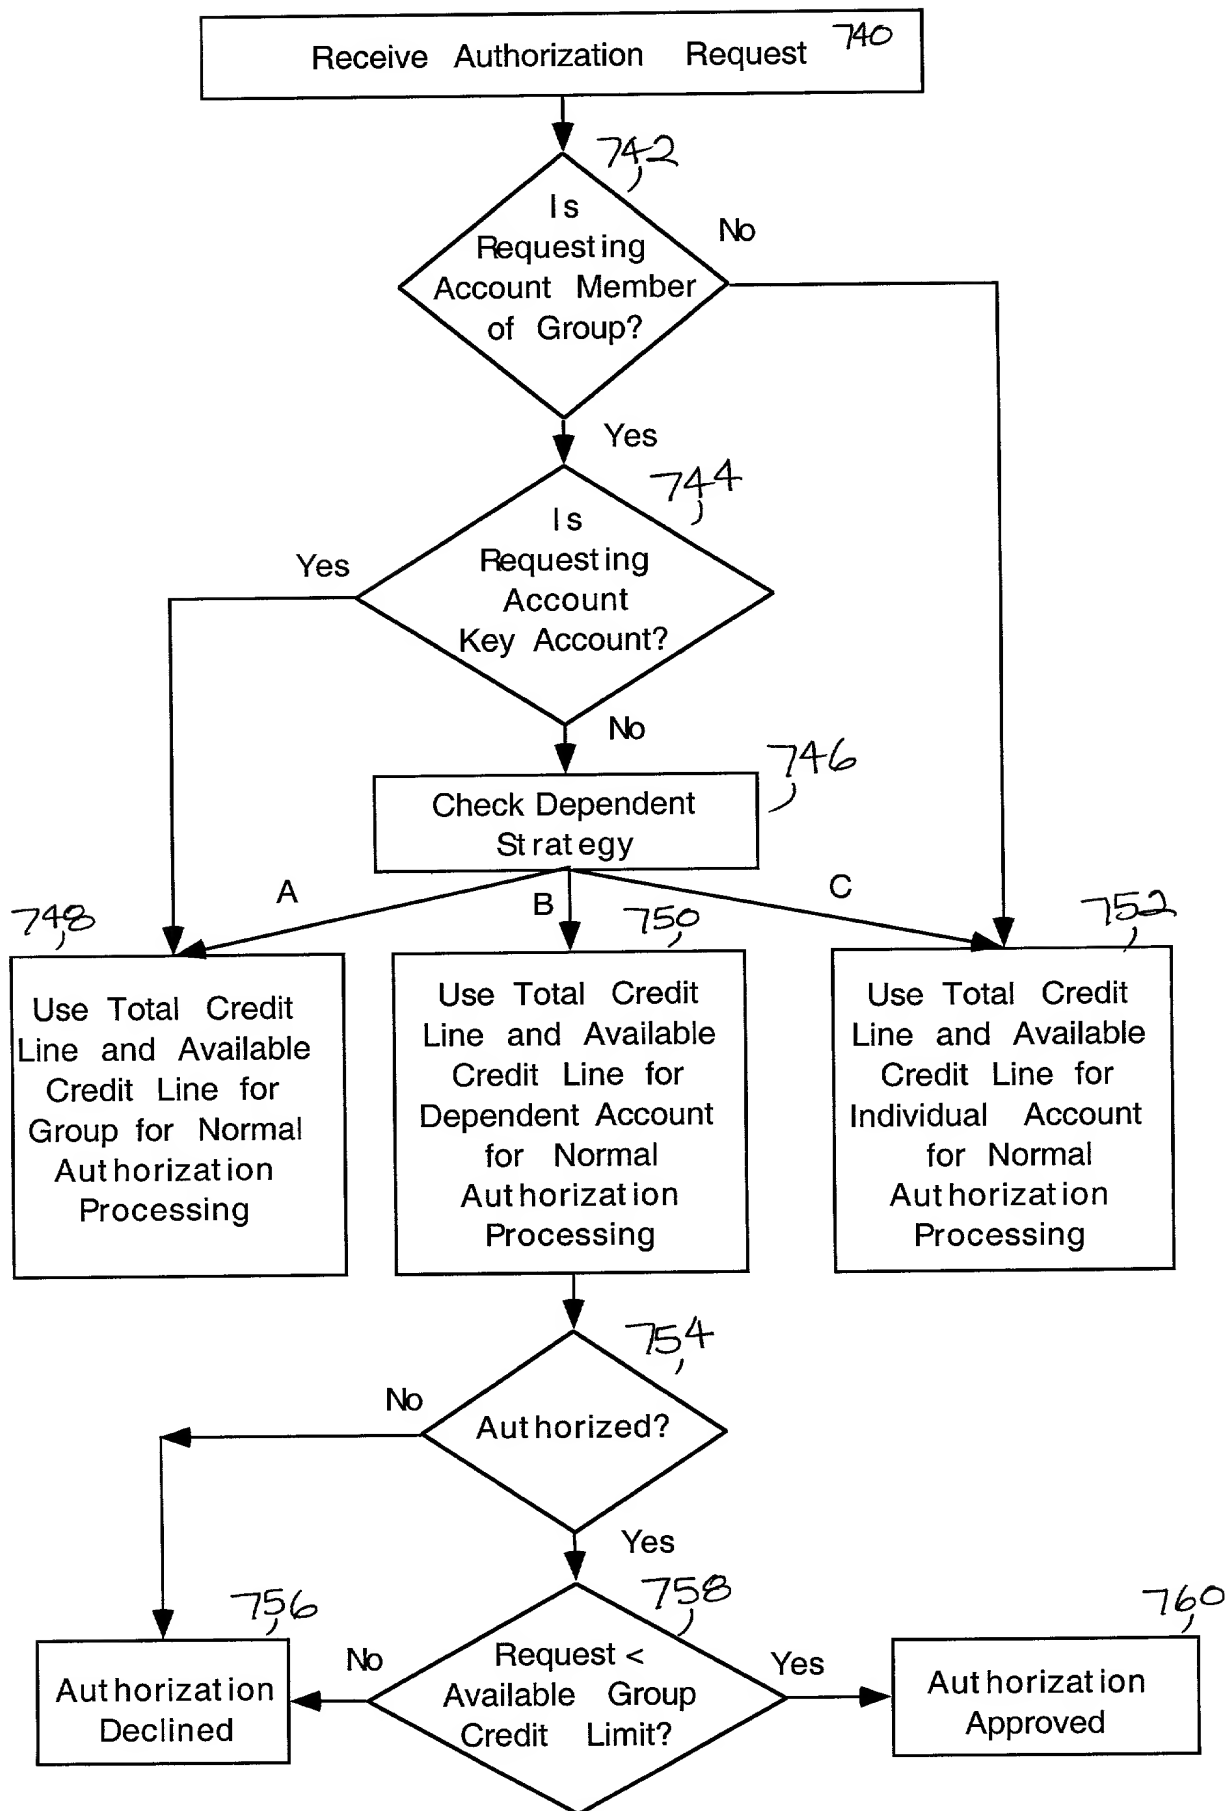 Receive Authorization Request 740
742
Is
Requesting
Account Member
of Group?
No
Yes
744
Is
Requesting
Account
Key Account?
Yes
No
746
Check Dependent
Strategy
A
B
C
748
Use Total Credit
Line and Available
Credit Line for
Group for Normal
Authorization
Processing
750
Use Total Credit
Line and Available
Credit Line for
Dependent Account
for Normal
Authorization
Processing
752
Use Total Credit
Line and Available
Credit Line for
Individual Account
for Normal
Authorization
Processing
754
Authorized?
No
Yes
756
Authorization
Declined
758
Request <
Available Group
Credit Limit?
No
Yes
760
Authorization
Approved